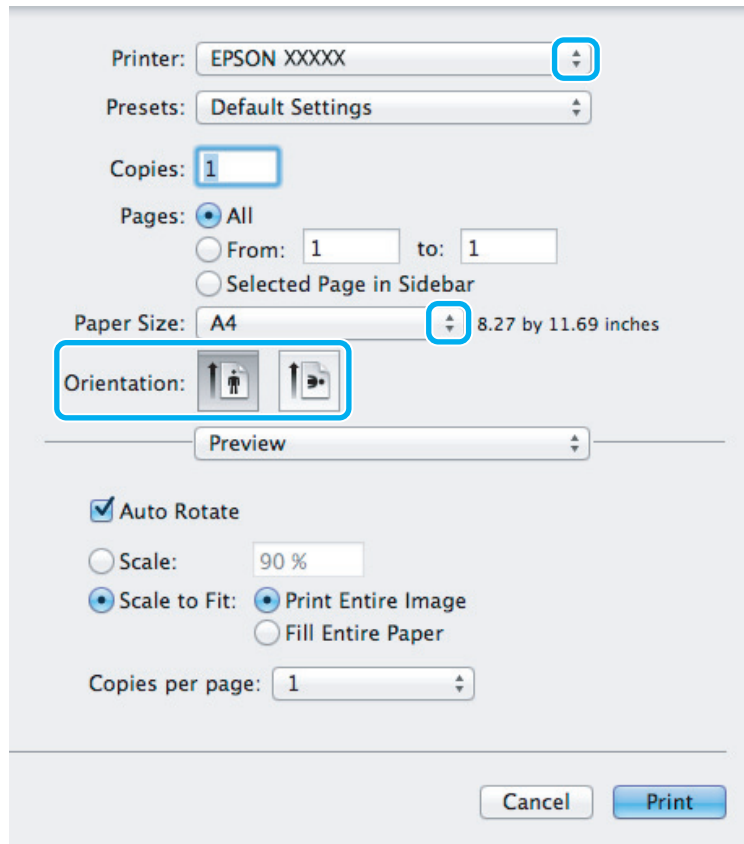 Printer: EPSON XXXXX
Presets: Default Settings
Copies: 1
Pages: All
From: 1 to: 1
Selected Page in Sidebar
Paper Size: A4 8.27 by 11.69 inches
Orientation:
Preview
Auto Rotate
Scale: 90 %
Scale to Fit: Print Entire Image
Fill Entire Paper
Copies per page: 1
Cancel Print